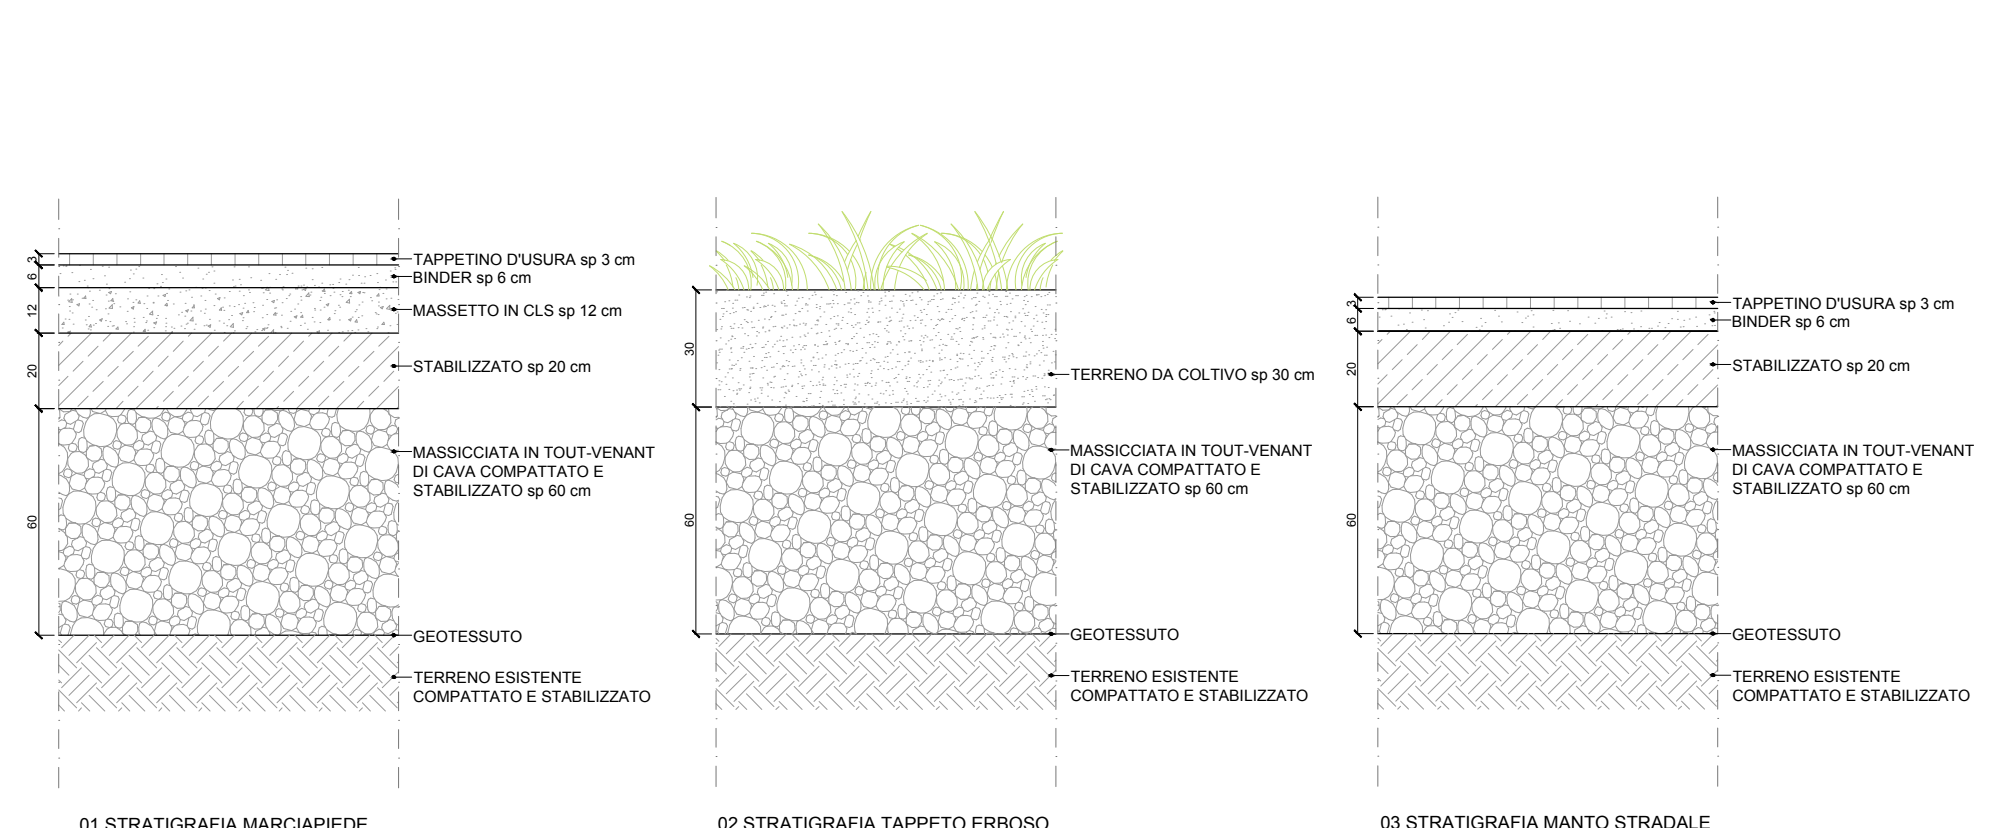 3
6
12
20
60
TAPPETINO D'USURA sp 3 cm
BINDER sp 6 cm
MASSETTO IN CLS sp 12 cm
STABILIZZATO sp 20 cm
MASSICCIATA IN TOUT-VENANT
DI CAVA COMPATTATO E
STABILIZZATO sp 60 cm
GEOTESSUTO
TERRENO ESISTENTE
COMPATTATO E STABILIZZATO
01 STRATIGRAFIA MARCIAPIEDE
30
60
TERRENO DA COLTIVO sp 30 cm
MASSICCIATA IN TOUT-VENANT
DI CAVA COMPATTATO E
STABILIZZATO sp 60 cm
GEOTESSUTO
TERRENO ESISTENTE
COMPATTATO E STABILIZZATO
02 STRATIGRAFIA TAPPETO ERBOSO
3
6
20
60
TAPPETINO D'USURA sp 3 cm
BINDER sp 6 cm
STABILIZZATO sp 20 cm
MASSICCIATA IN TOUT-VENANT
DI CAVA COMPATTATO E
STABILIZZATO sp 60 cm
GEOTESSUTO
TERRENO ESISTENTE
COMPATTATO E STABILIZZATO
03 STRATIGRAFIA MANTO STRADALE